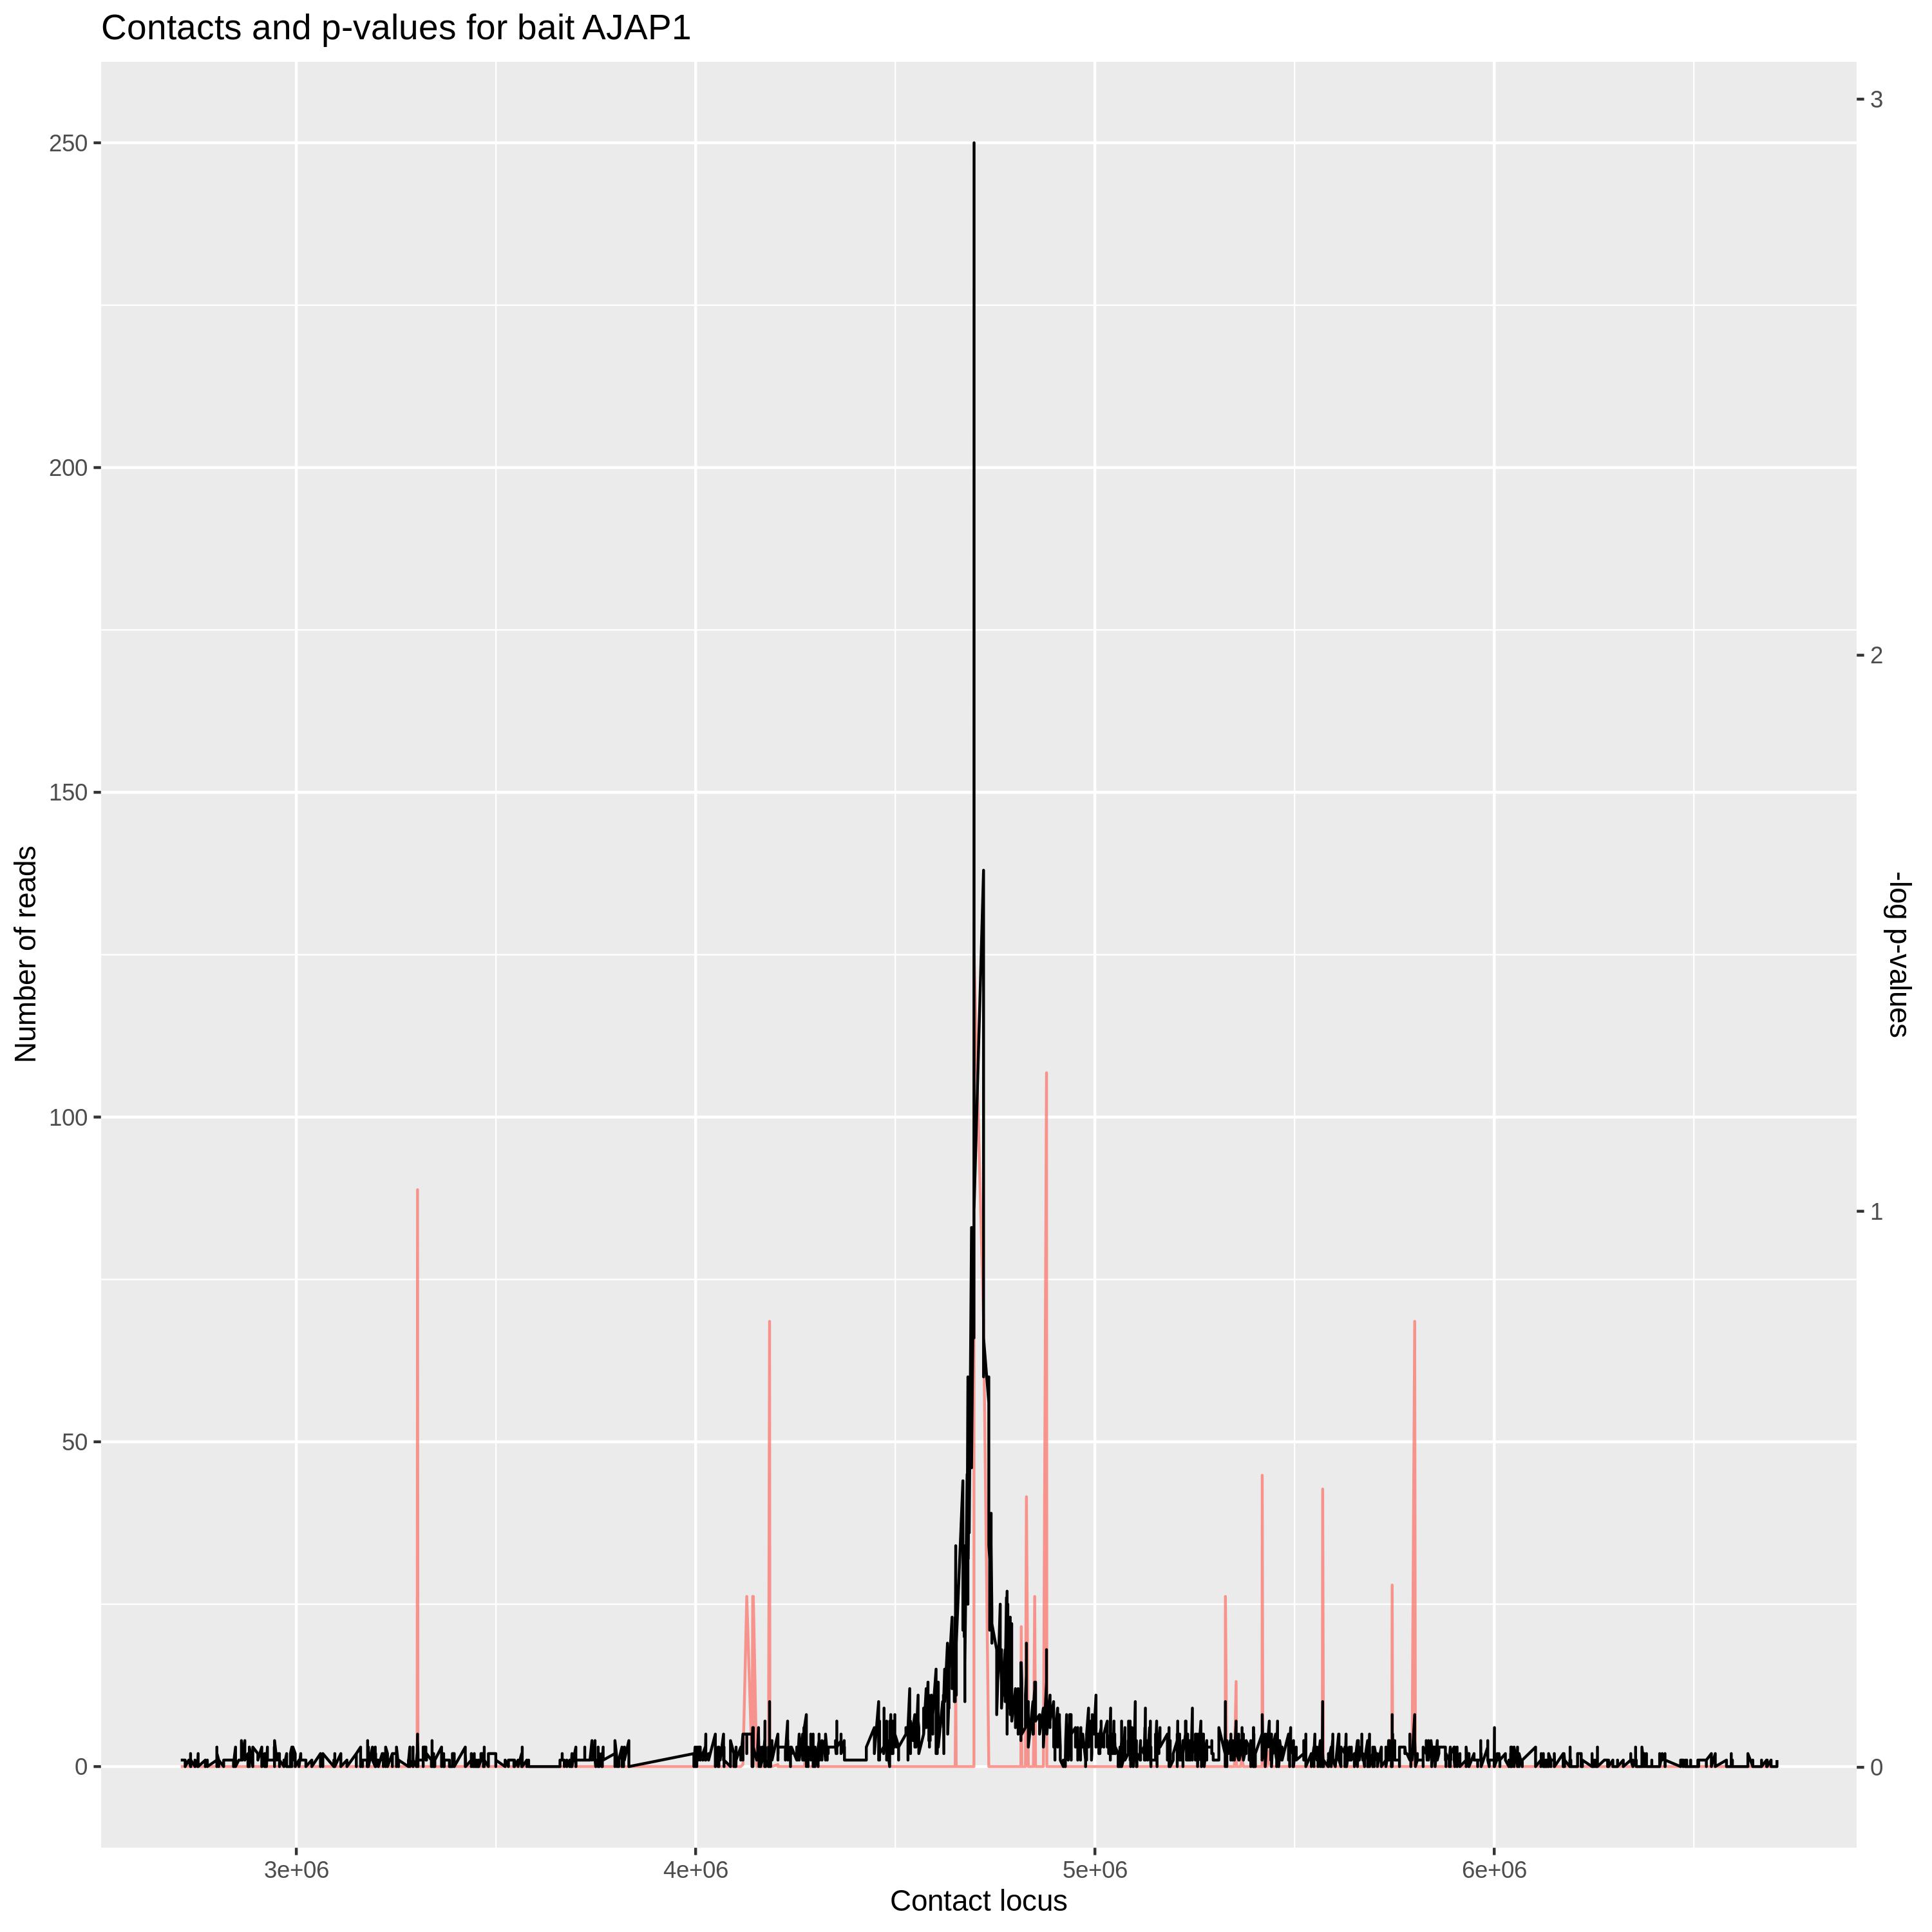 Contacts and p-values for bait AJAP1
Number of reads
250
200
150
100
50
0
3
2
1
0
-log p-values
3e+06
4e+06
5e+06
6e+06
Contact locus